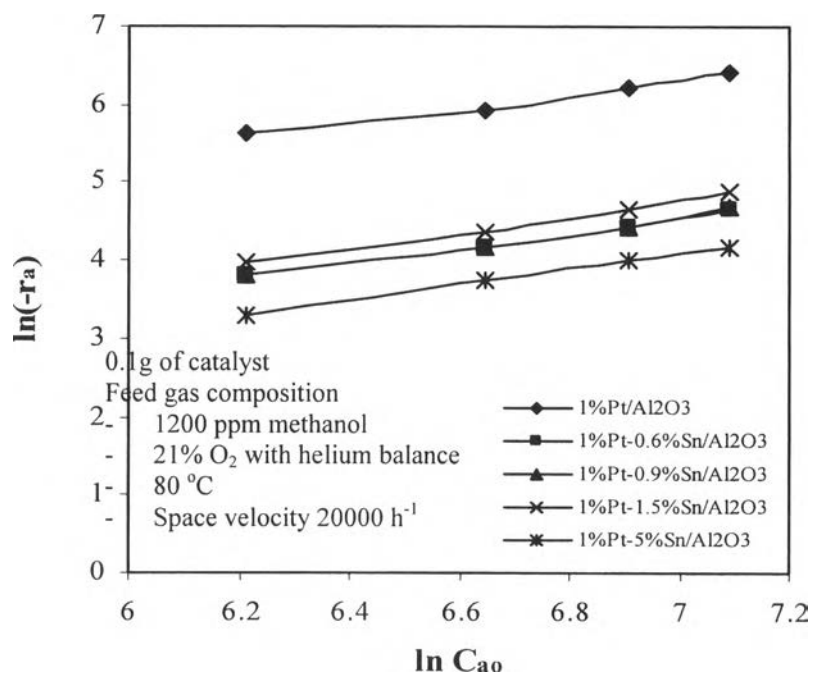 7
6
5
4
3
2
1
0
ln(-ra)
0.1g of catalyst
Feed gas composition
- 1200 ppm methanol
- 21% O₂ with helium balance
- 80 °C
- Space velocity 20000 h⁻¹
1%Pt/Al2O3
1%Pt-0.6%Sn/Al2O3
1%Pt-0.9%Sn/Al2O3
1%Pt-1.5%Sn/Al2O3
1%Pt-5%Sn/Al2O3
6 6.2 6.4 6.6 6.8 7 7.2
ln Cao